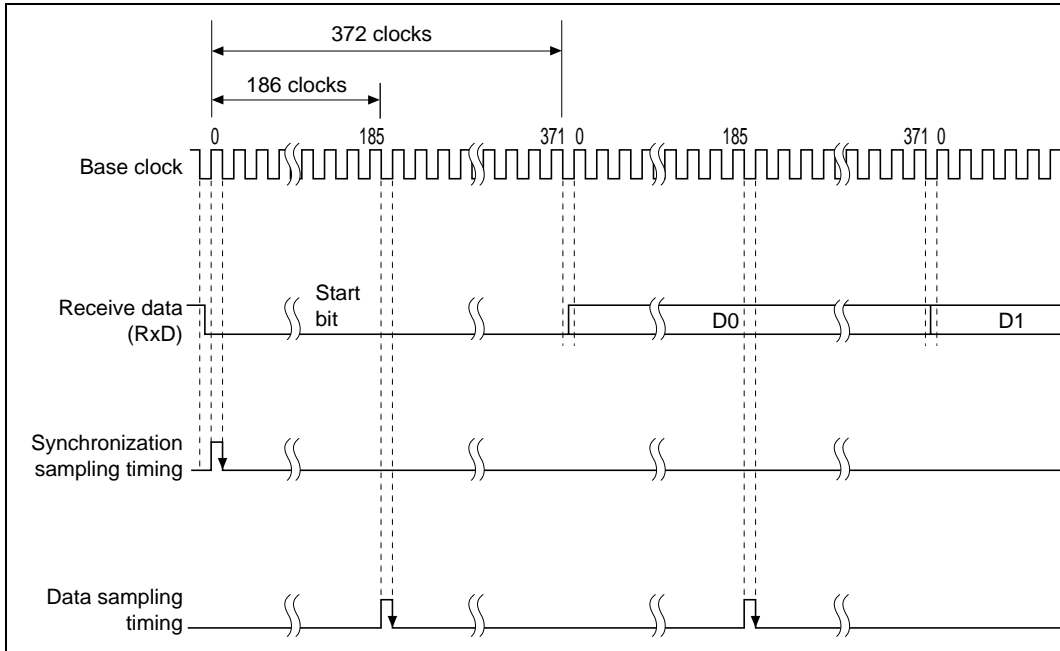 372 clocks
186 clocks
0 185 371 0 185 371 0
Base clock
Receive data
(RxD)
Start
bit
D0
D1
Synchronization
sampling timing
Data sampling
timing